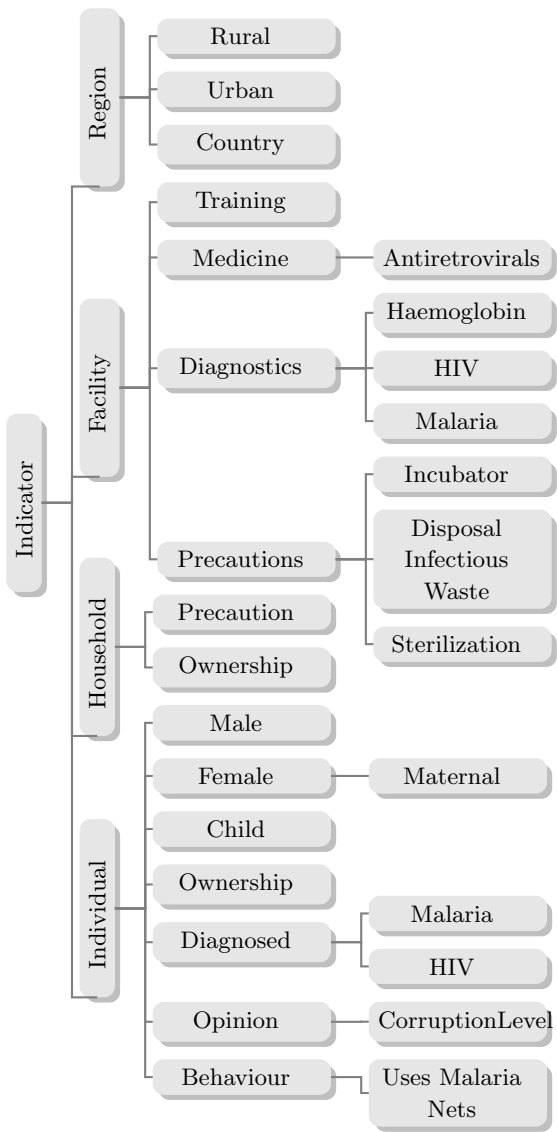 Indicator
Region
Rural
Urban
Country
Facility
Training
Medicine
Antiretrovirals
Diagnostics
Haemoglobin
HIV
Malaria
Precautions
Incubator
Disposal
Infectious
Waste
Sterilization
Household
Precaution
Ownership
Individual
Male
Female
Maternal
Child
Ownership
Diagnosed
Malaria
HIV
Opinion
CorruptionLevel
Behaviour
Uses Malaria
Nets